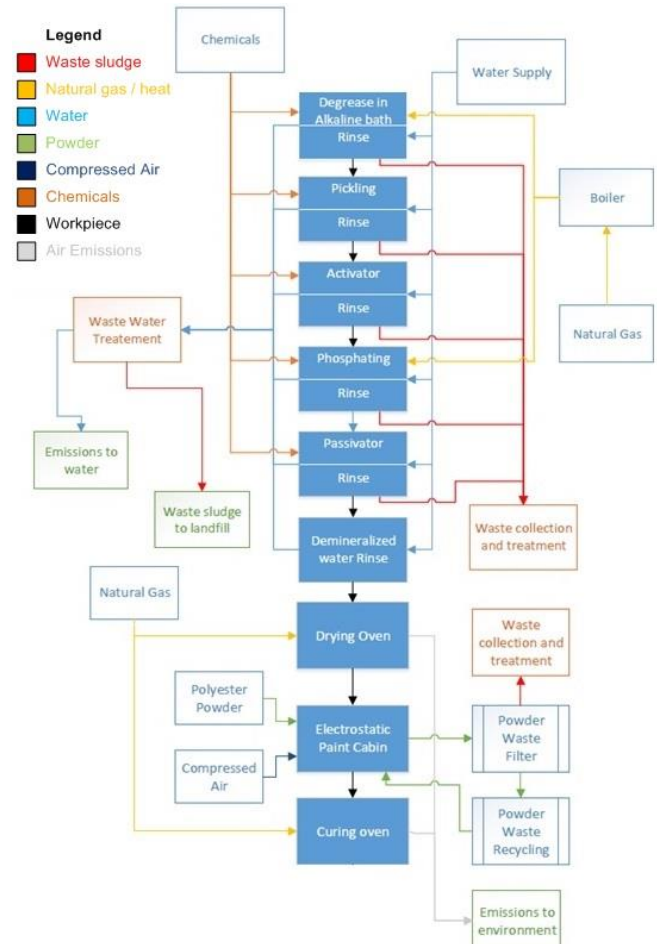 Legend
Waste sludge
Natural gas / heat
Water
Powder
Compressed Air
Chemicals
Workpiece
Air Emissions
Chemicals
Water Supply
Degrease in
Alkaline bath
Rinse
Pickling
Rinse
Boiler
Activator
Rinse
Waste Water
Treatement
Natural Gas
Phosphating
Rinse
Emissions to
water
Passivator
Rinse
Waste sludge
to landfill
Waste collection
and treatment
Demineralized
water Rinse
Natural Gas
Drying Oven
Waste
collection and
treatment
Polyester
Powder
Electrostatic
Paint Cabin
Powder
Waste
Filter
Compressed
Air
Curing oven
Powder
Waste
Recycling
Emissions to
environment